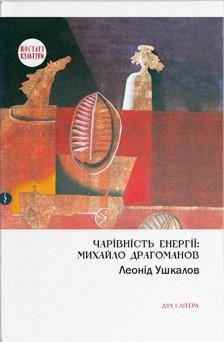 ПОСТАТІ
КУЛЬТУРИ
ЧАРІВНІСТЬ ЕНЕРГІЇ:
МИХАЙЛО ДРАГОМАНОВ
Леонід Ушкалов
ДУХ І ЛІТЕРА